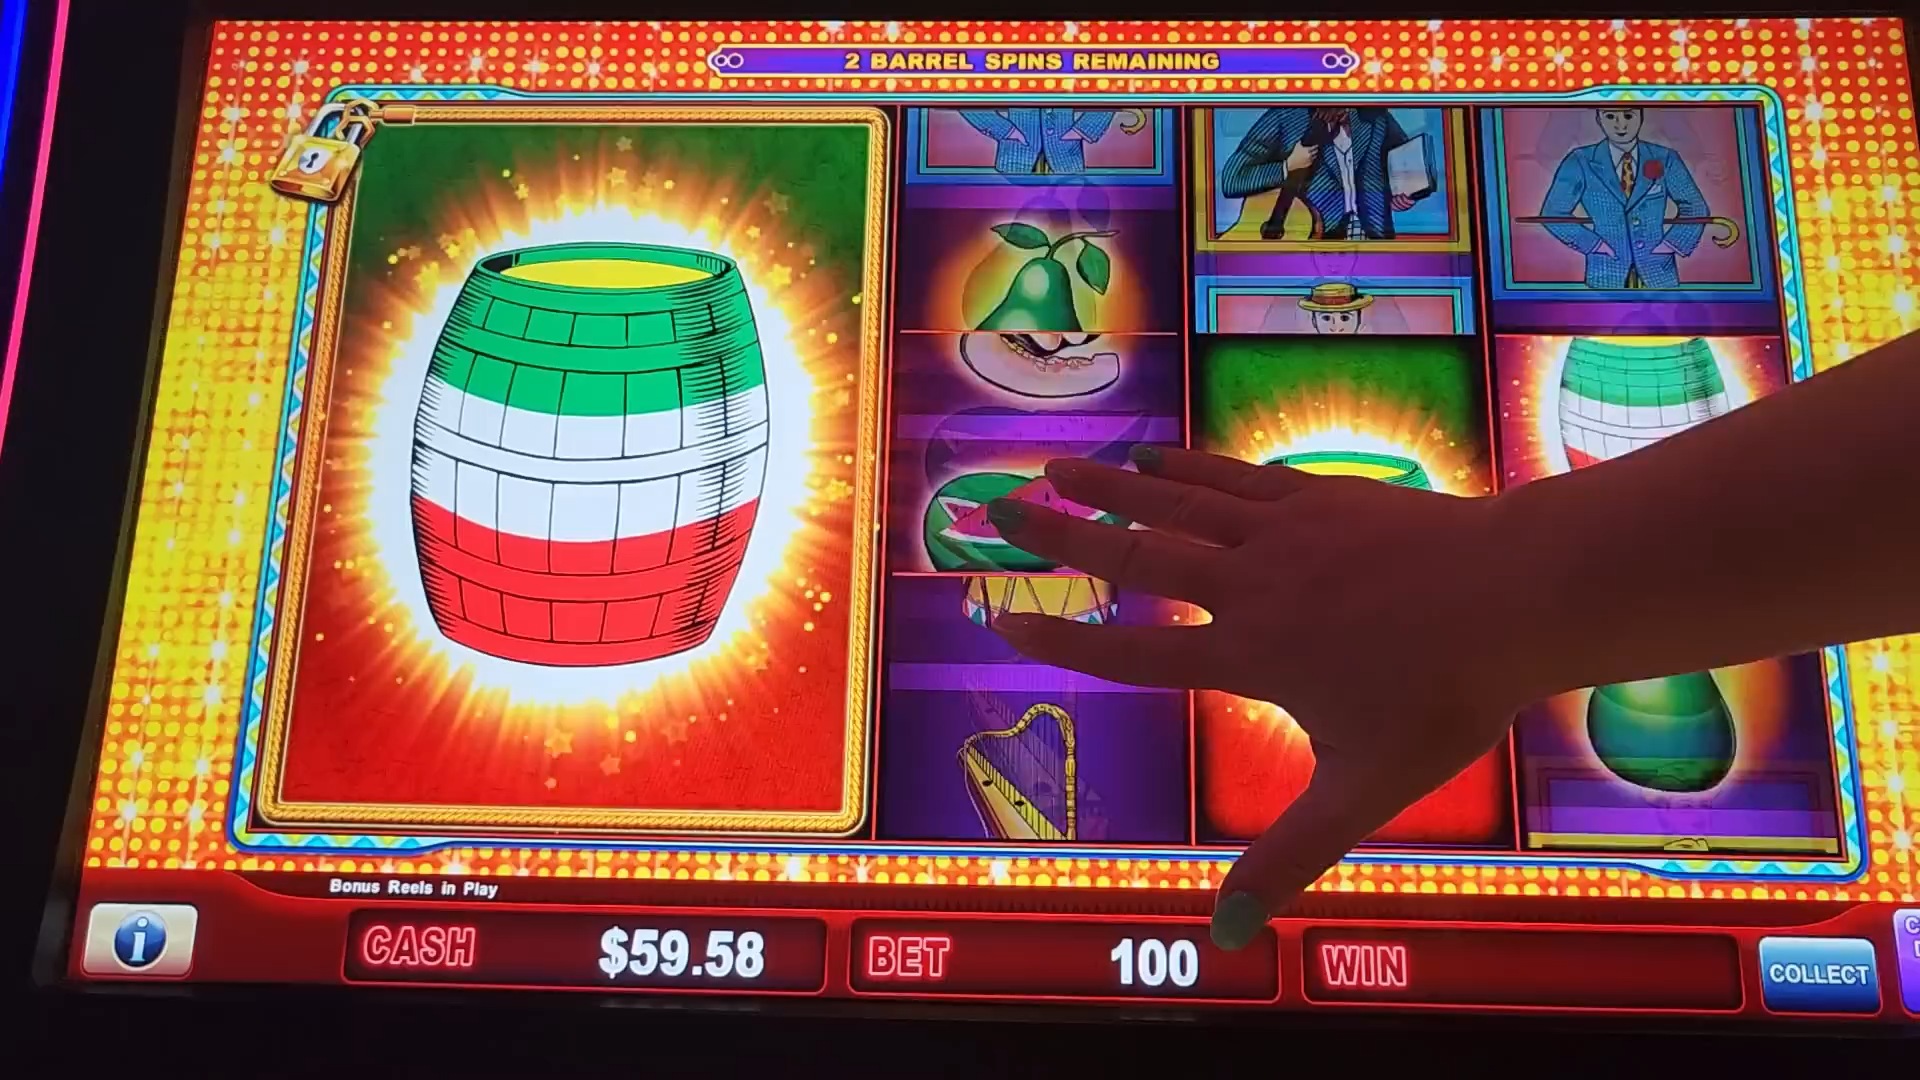 2 BARREL SPINS REMAINING
Bonus Reels in Play
CASH $59.58
BET 100
WIN
COLLECT